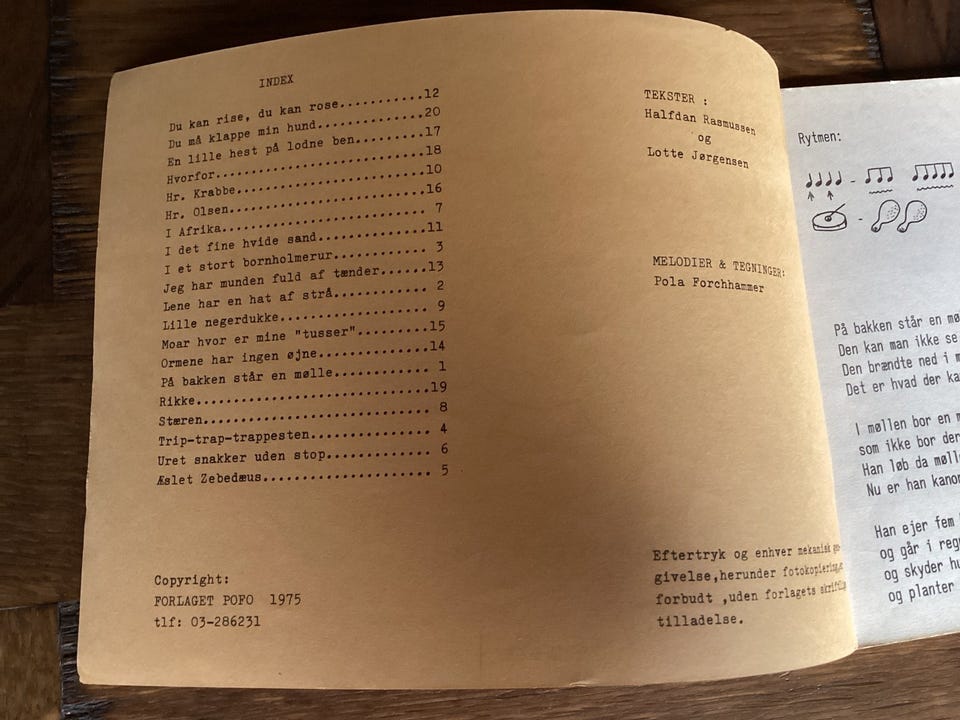 INDEX
Du kan rise, du kan rose...........12
Du må klappe min hund..............20
En lille hest på lodne ben.........17
Hvorfor............................18
Hr. Krabbe.........................10
Hr. Olsen..........................16
I Afrika........................... 7
I det fine hvide sand..............11
I et stort bornholmerur............ 3
Jeg har munden fuld af tænder......13
Lene har en hat af strå............ 2
Lille negerdukke................... 9
Moar hvor er mine "tusser".........15
Ormene har ingen øjne..............14
På bakken står en mølle............ 1
Rikke..............................19
Stæren............................. 8
Trip-trap-trappesten............... 4
Uret snakker uden stop............. 6
Æslet Zebedæus..................... 5
Copyright:
FORLAGET POFO 1975
tlf: 03-286231
TEKSTER :
Halfdan Rasmussen
og
Lotte Jørgensen
MELODIER & TEGNINGER:
Pola Forchhammer
Eftertryk og enhver mekanisk
givelse,herunder fotokopiering,
forbudt ,uden forlagets
tilladelse.
Rytmen:
På bakken står en
Den kan man ikke se
Den brændte ned i
Det er hvad der
I møllen bor en
som ikke bor
Han løb da
Nu er han
Han ejer fem
og går i
og skyder
og planter